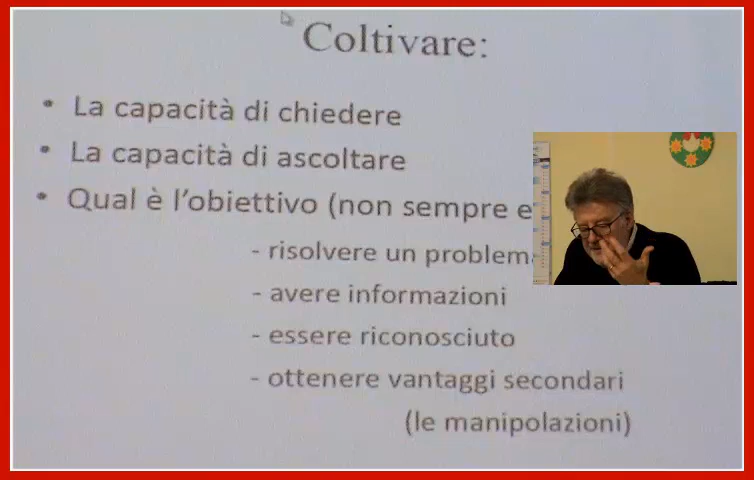 Coltivare:
• La capacità di chiedere
• La capacità di ascoltare
• Qual è l'obiettivo (non sempre e
- risolvere un problem
- avere informazioni
- essere riconosciuto
- ottenere vantaggi secondari
(le manipolazioni)